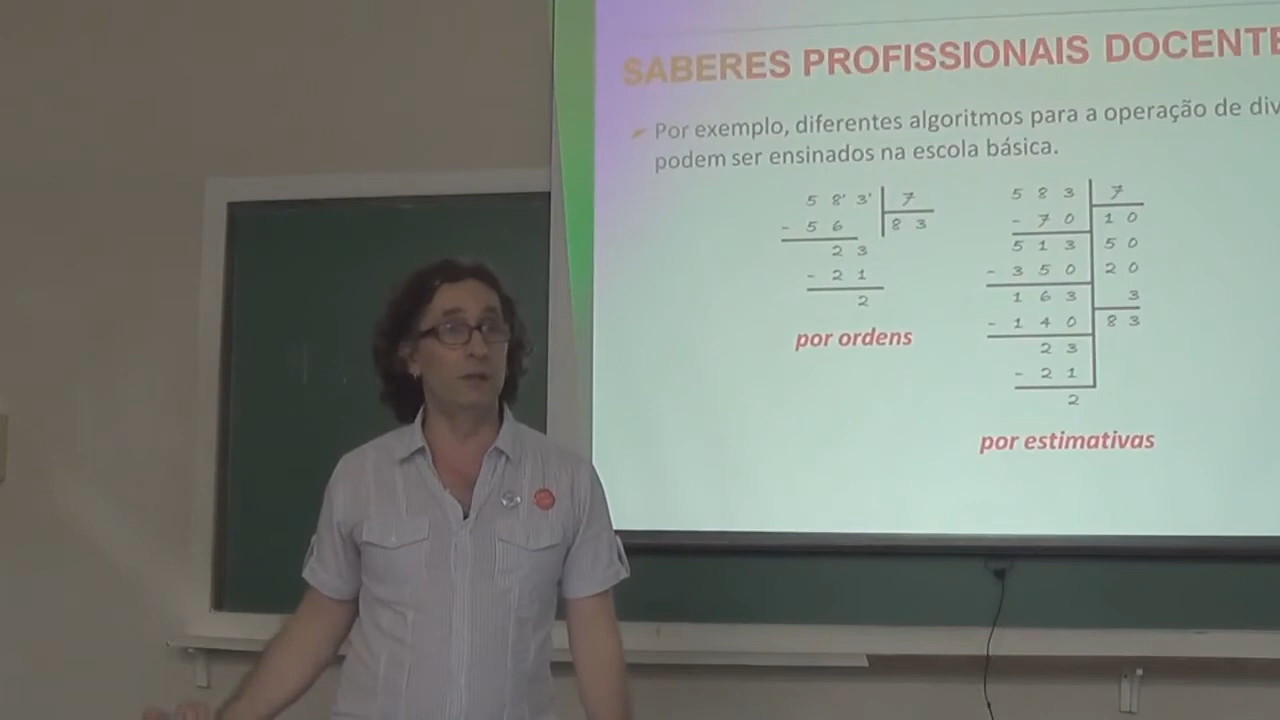 SABERES PROFISSIONAIS DOCENTE
Por exemplo, diferentes algoritmos para a operação de div
podem ser ensinados na escola básica.
5 8' 3' 7
- 5 6 8 3
2 3
- 2 1
2
por ordens
5 8 3 7
- 7 0 1 0
5 1 3 5 0
- 3 5 0 2 0
1 6 3 3
- 1 4 0 8 3
2 3
- 2 1
2
por estimativas